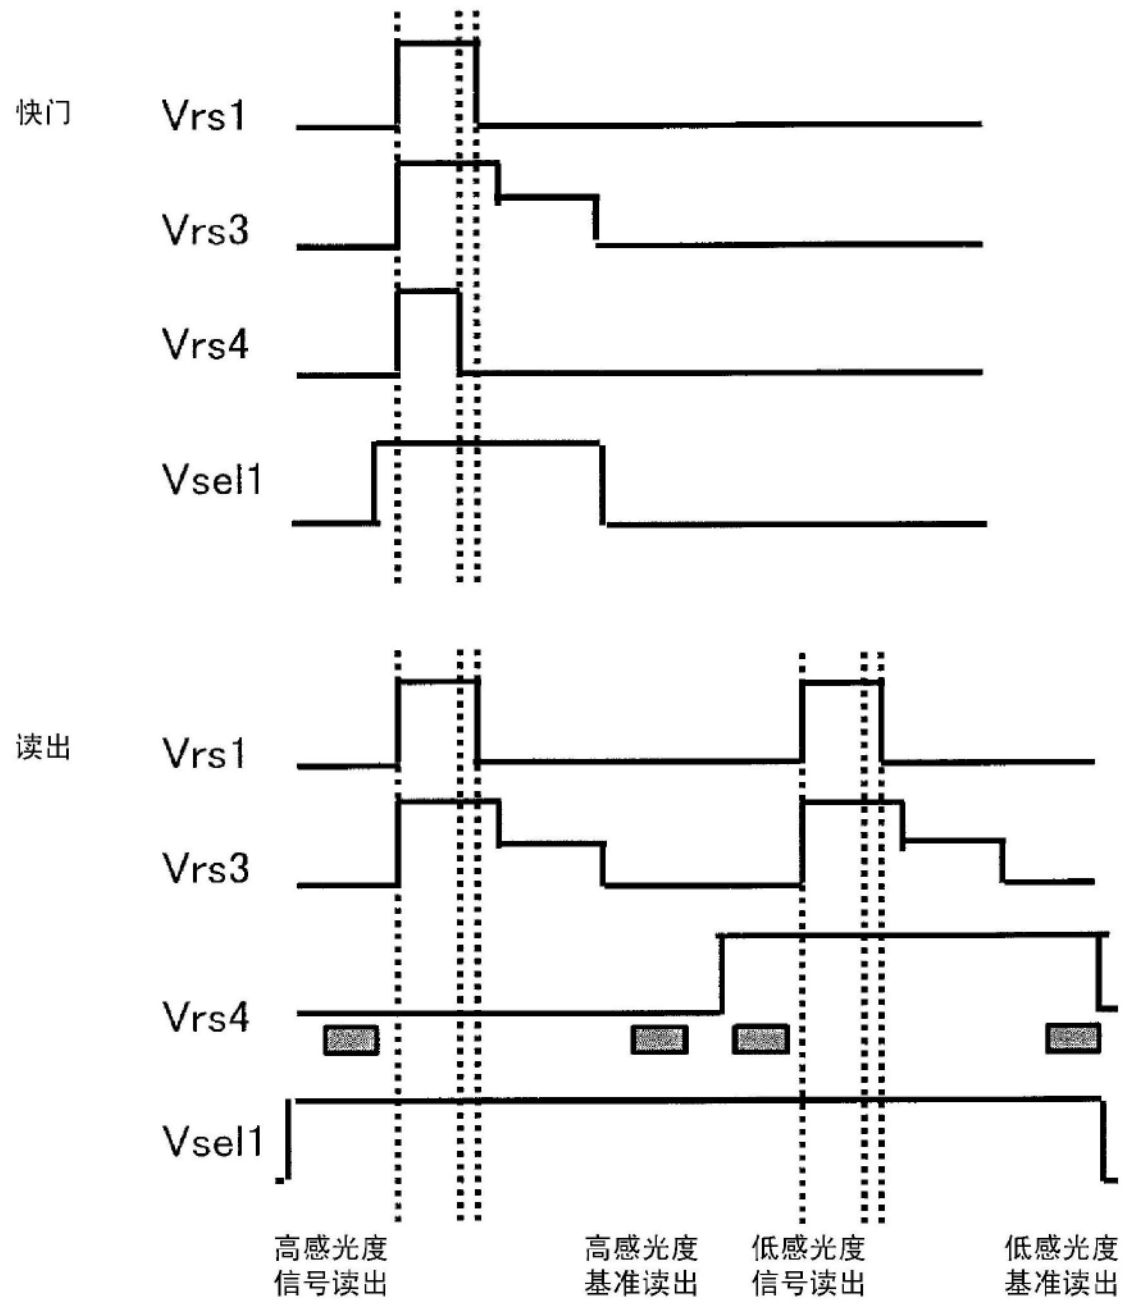 快门
Vrs1
Vrs3
Vrs4
Vsel1
读出
Vrs1
Vrs3
Vrs4
Vsel1
高感光度
信号读出
高感光度
基准读出
低感光度
信号读出
低感光度
基准读出